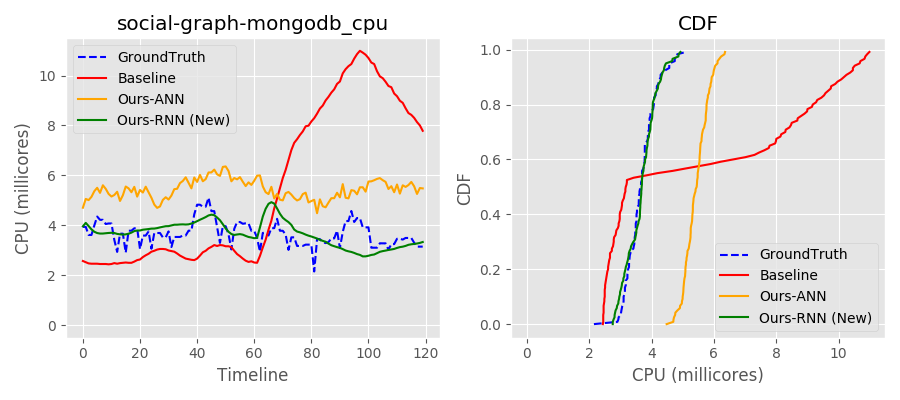 social-graph-mongodb_cpu
GroundTruth
Baseline
Ours-ANN
Ours-RNN (New)
CPU (millicores)
10
8
6
4
2
0
0
20
40
60
80
100
120
Timeline
CDF
CDF
1.0
0.8
0.6
0.4
0.2
0.0
GroundTruth
Baseline
Ours-ANN
Ours-RNN (New)
0
2
4
6
8
10
CPU (millicores)